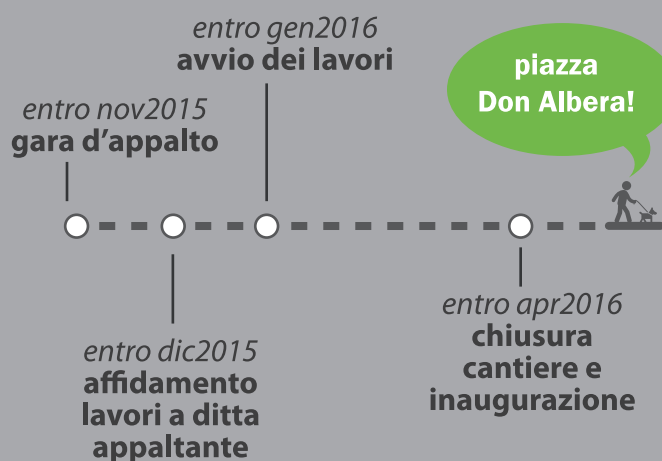 entro gen2016
avvio dei lavori
piazza
Don Albera!
entro nov2015
gara d'appalto
entro apr2016
chiusura
cantiere e
inaugurazione
entro dic2015
affidamento
lavori a ditta
appaltante